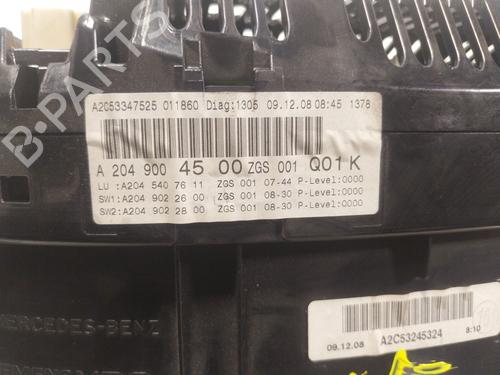 A2C53347525 011860 Diag:1305 09.12.08 08:45 1378
A 204 900 45 00 ZGS 001 Q01 K
LU :A204 540 76 11 ZGS 001 07-44 P-Level:0000
SW1:A204 902 26 00 ZGS 001 08-30 P-Level:0000
SW2:A204 902 28 00 ZGS 001 08-30 P-Level:0000
MERCEDES-BENZ
09.12.08 A2C53245324 8:10